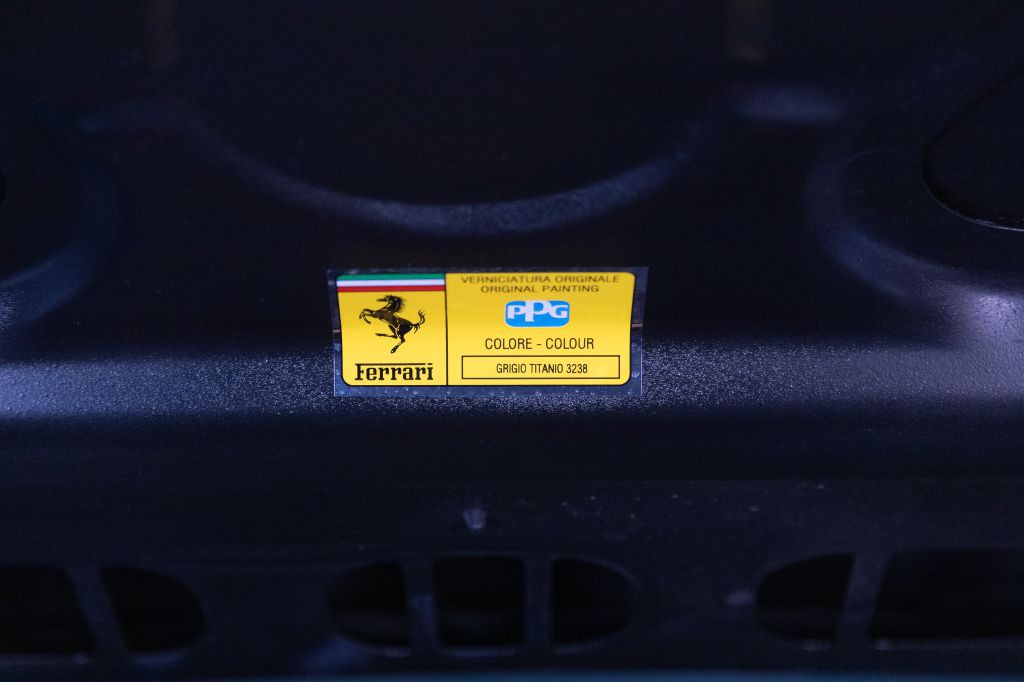 Ferrari
VERNICIATURA ORIGINALE
ORIGINAL PAINTING
PPG
COLORE - COLOUR
GRIGIO TITANIO 3238